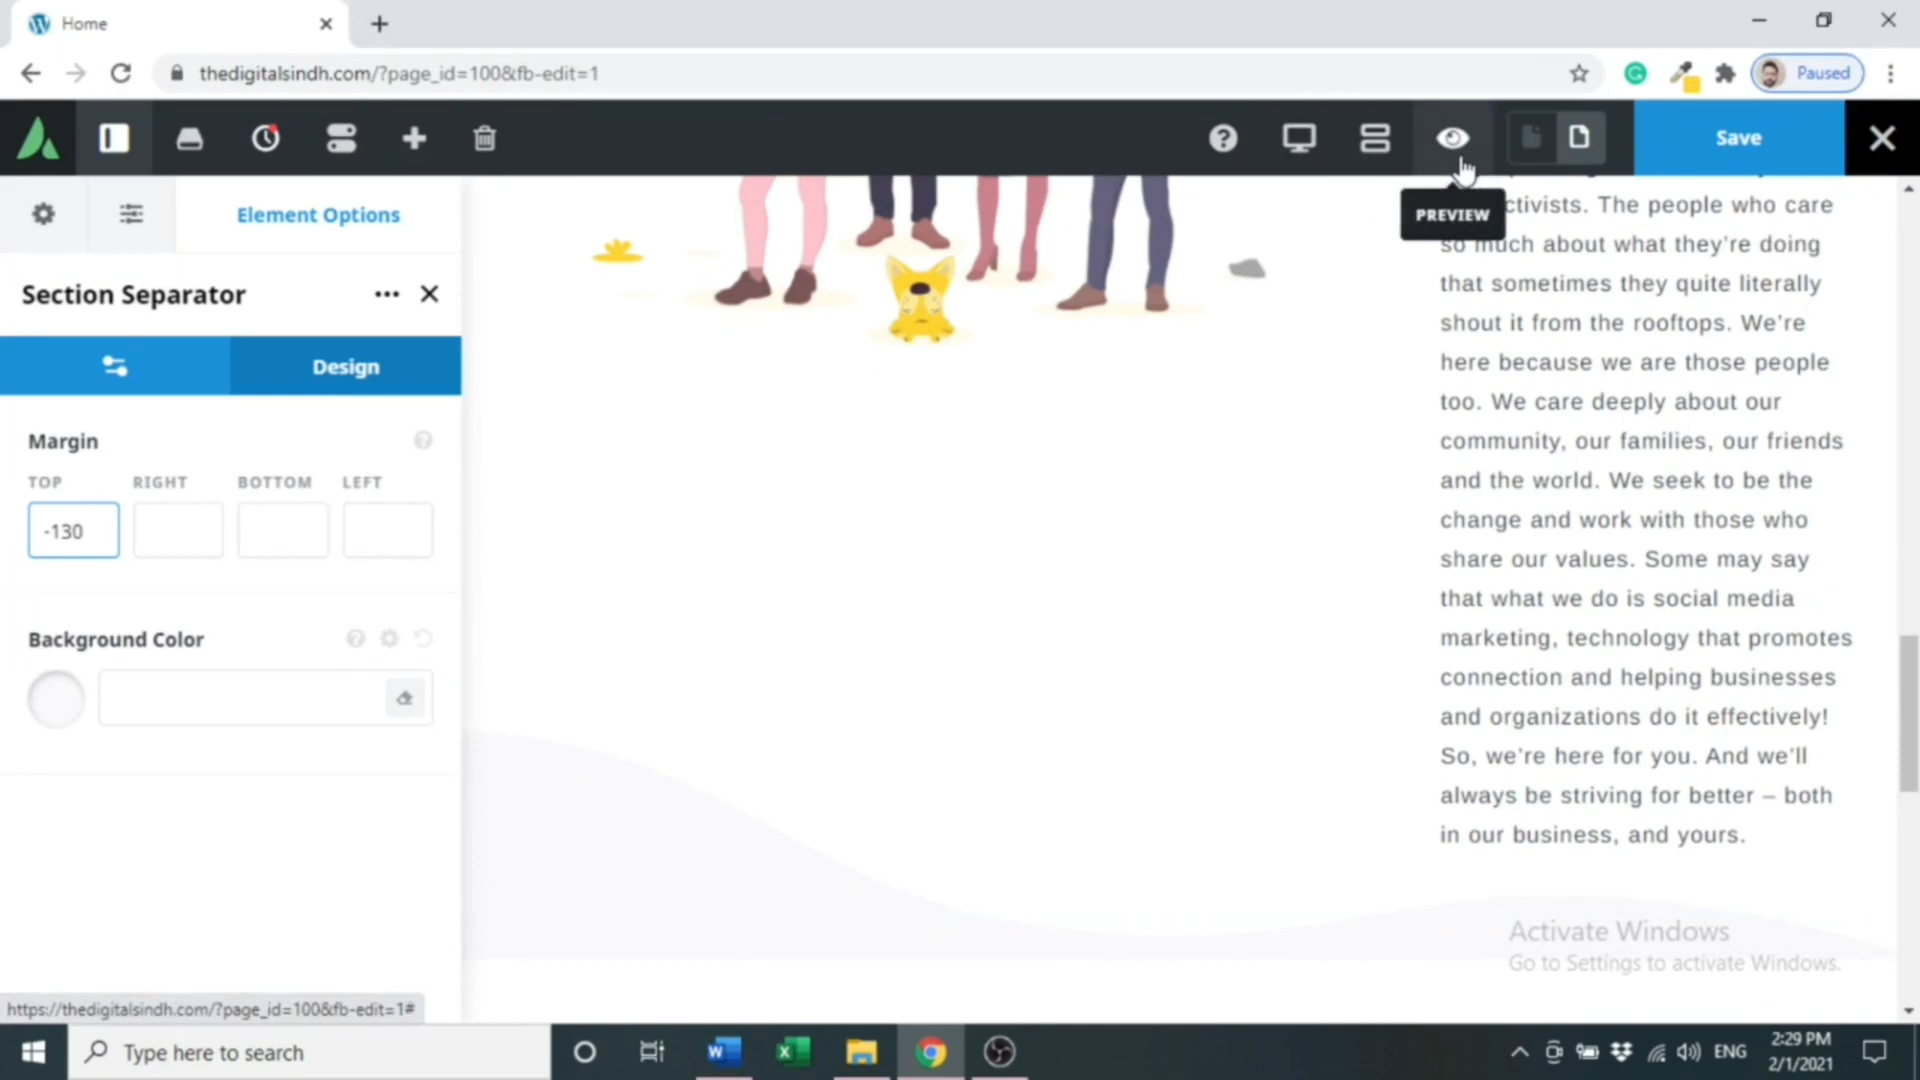 Home
thedigitalsindh.com/?page_id=100&fb-edit=1
Paused
Save
PREVIEW
Element Options
Section Separator
Design
Margin
TOP RIGHT BOTTOM LEFT
-130
Background Color
ctivists. The people who care
so much about what they're doing
that sometimes they quite literally
shout it from the rooftops. We're
here because we are those people
too. We care deeply about our
community, our families, our friends
and the world. We seek to be the
change and work with those who
share our values. Some may say
that what we do is social media
marketing, technology that promotes
connection and helping businesses
and organizations do it effectively!
So, we're here for you. And we'll
always be striving for better – both
in our business, and yours.
Activate Windows
Go to Settings to activate Windows.
https://thedigitalsindh.com/?page_id=100&fb-edit=1#
Type here to search
ENG
2:29 PM
2/1/2021